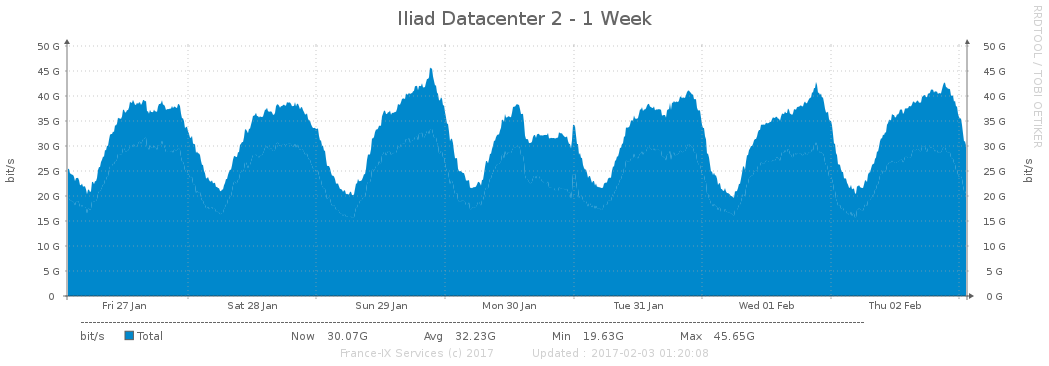 Iliad Datacenter 2 - 1 Week
RRDTOOL / TOBI OETIKER
50 G 50 G
45 G 45 G
40 G 40 G
35 G 35 G
30 G 30 G
25 G 25 G
20 G 20 G
15 G 15 G
10 G 10 G
5 G 5 G
0 0 G
bit/s
bit/s
Fri 27 Jan Sat 28 Jan Sun 29 Jan Mon 30 Jan Tue 31 Jan Wed 01 Feb Thu 02 Feb
bit/s Total Now 30.07G Avg 32.23G Min 19.63G Max 45.65G
France-IX Services (c) 2017 Updated : 2017-02-03 01:20:08